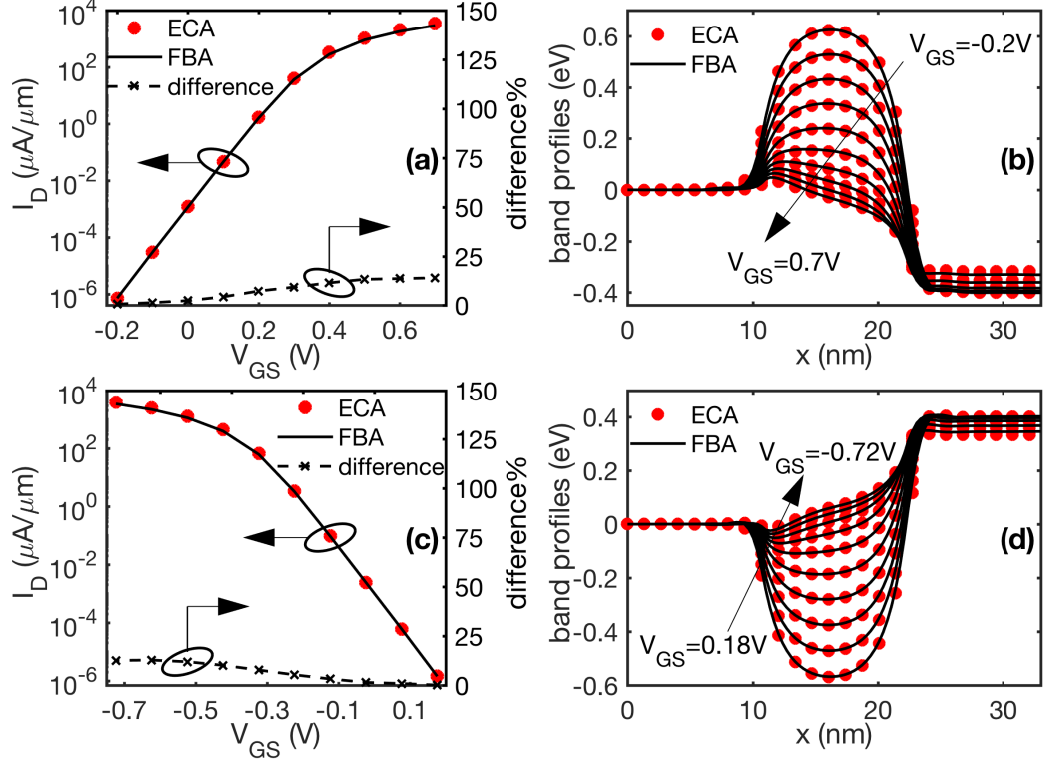 10^4
10^2
10^0
10^-2
10^-4
10^-6
I_D (μA/μm)
ECA
FBA
difference
(a)
150
125
100
75
50
25
0
difference%
-0.2 0 0.2 0.4 0.6
V_GS (V)
0.6
0.4
0.2
0
-0.2
-0.4
band profiles (eV)
ECA
FBA
V_GS=-0.2V
(b)
V_GS=0.7V
0 10 20 30
x (nm)
10^4
10^2
10^0
10^-2
10^-4
10^-6
I_D (μA/μm)
ECA
FBA
difference
(c)
150
125
100
75
50
25
0
difference%
-0.7 -0.5 -0.3 -0.1 0.1
V_GS (V)
0.4
0.2
0
-0.2
-0.4
-0.6
band profiles (eV)
ECA
FBA
V_GS=-0.72V
(d)
V_GS=0.18V
0 10 20 30
x (nm)